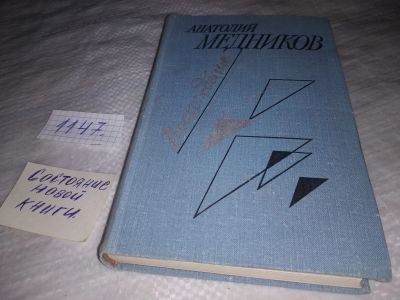 АНАТОЛИЙ
МЕДНИКОВ
1147.
Состояние
новой
книги.